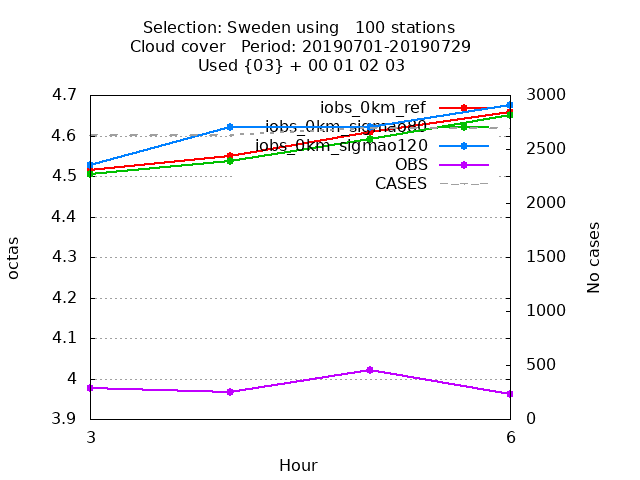 Selection: Sweden using   100 stations
Cloud cover   Period: 20190701-20190729
Used {03} + 00 01 02 03
4.7
4.6
4.5
4.4
4.3
4.2
4.1
4
3.9
octas
3000
2500
2000
1500
1000
500
0
No cases
iobs_0km_ref
iobs_0km_sigmao80
iobs_0km_sigmao120
OBS
CASES
3
6
Hour